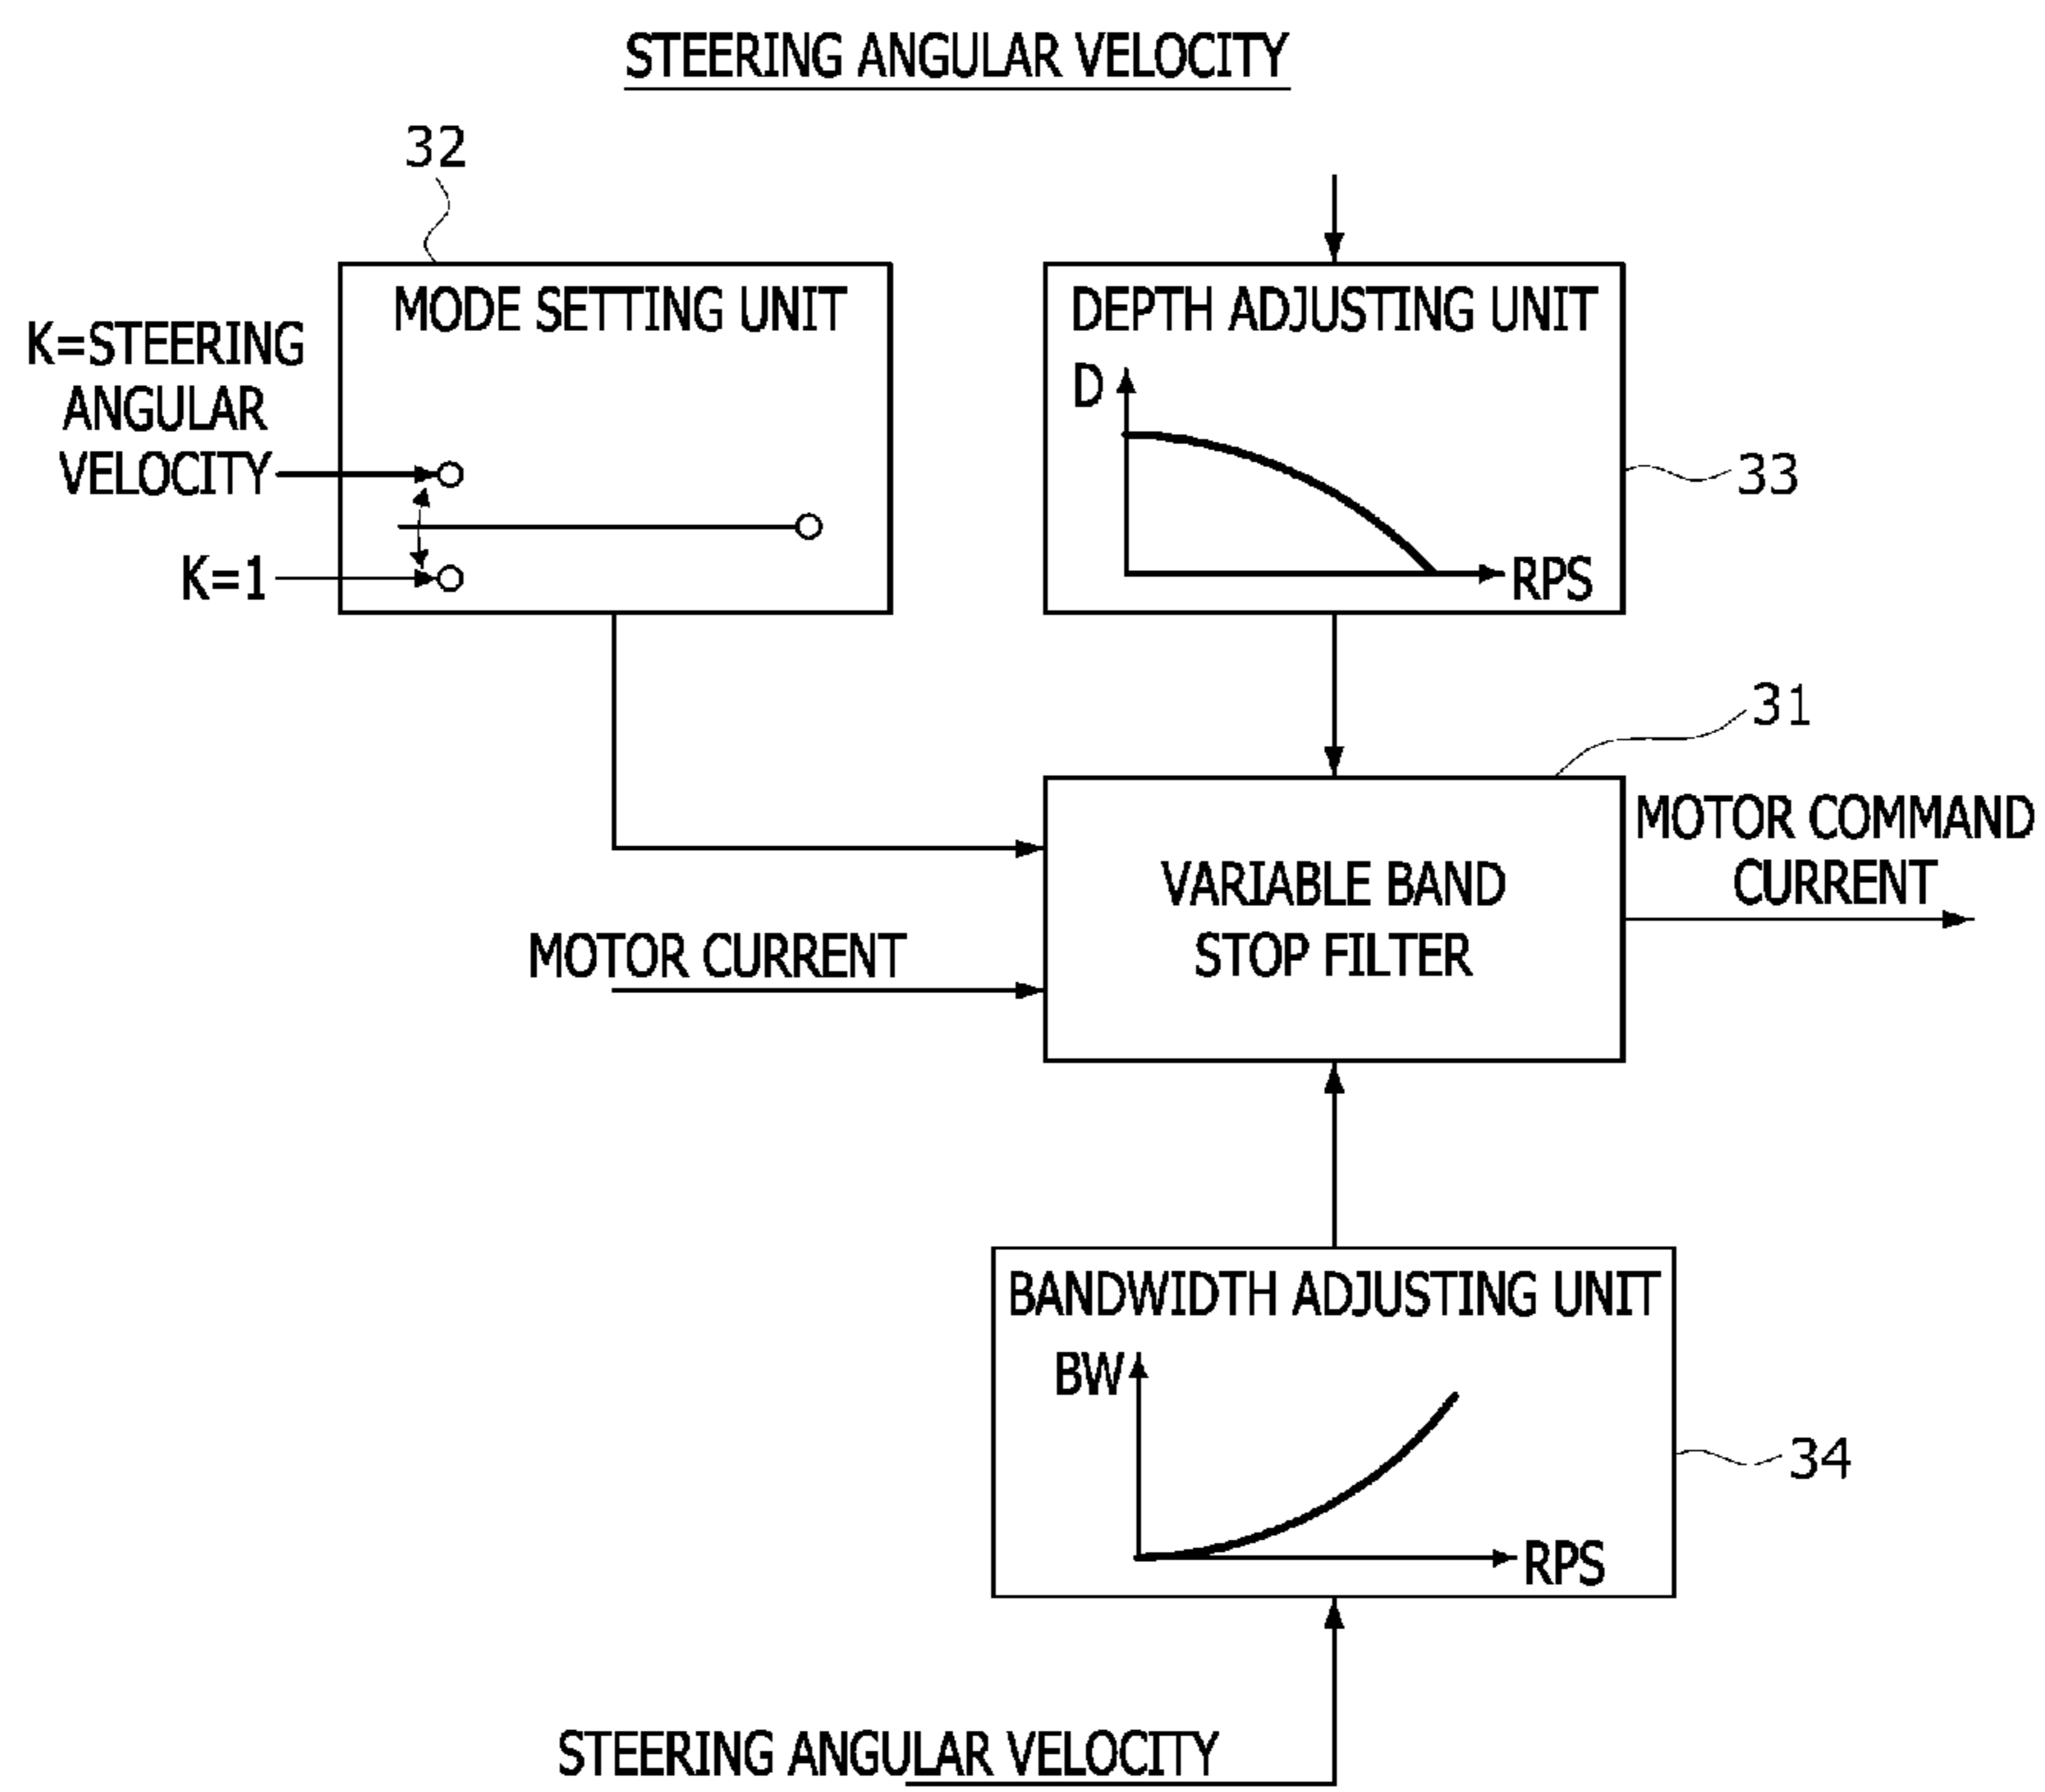 STEERING ANGULAR VELOCITY
32
MODE SETTING UNIT
K=STEERING
ANGULAR
VELOCITY
K=1
DEPTH ADJUSTING UNIT
D
RPS
33
31
VARIABLE BAND
STOP FILTER
MOTOR COMMAND
CURRENT
MOTOR CURRENT
BANDWIDTH ADJUSTING UNIT
BW
RPS
34
STEERING ANGULAR VELOCITY